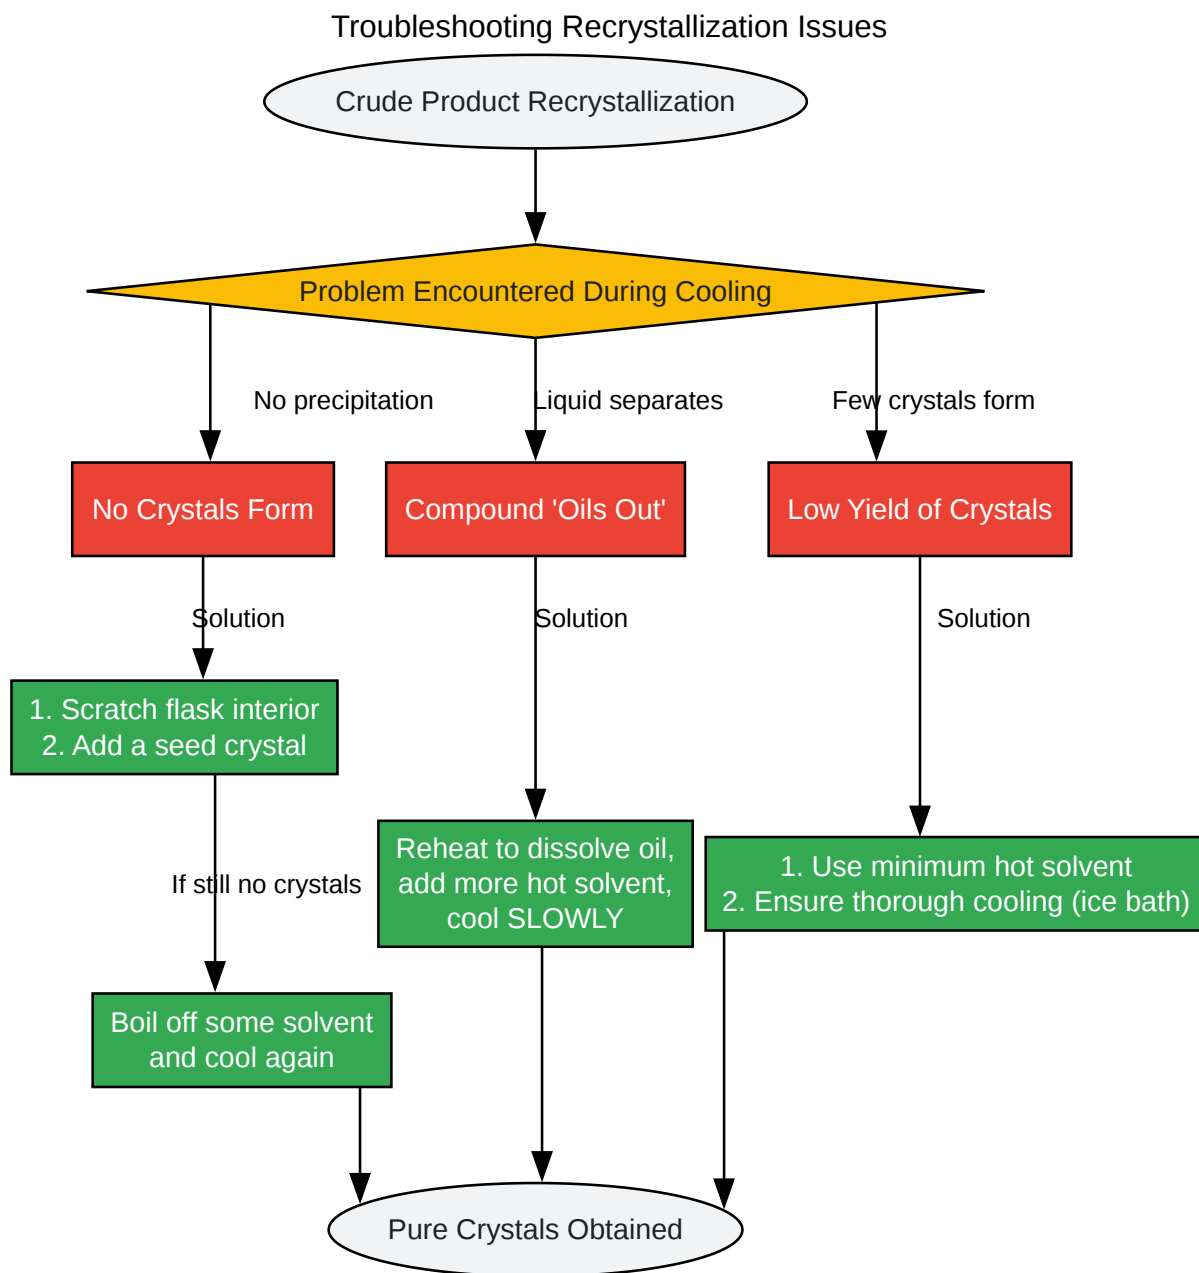 Troubleshooting Recrystallization Issues
Crude Product Recrystallization
Problem Encountered During Cooling
No precipitation
Liquid separates
Few crystals form
No Crystals Form
Compound 'Oils Out'
Low Yield of Crystals
Solution
Solution
Solution
1. Scratch flask interior
2. Add a seed crystal
Reheat to dissolve oil,
add more hot solvent,
cool SLOWLY
1. Use minimum hot solvent
2. Ensure thorough cooling (ice bath)
If still no crystals
Boil off some solvent
and cool again
Pure Crystals Obtained